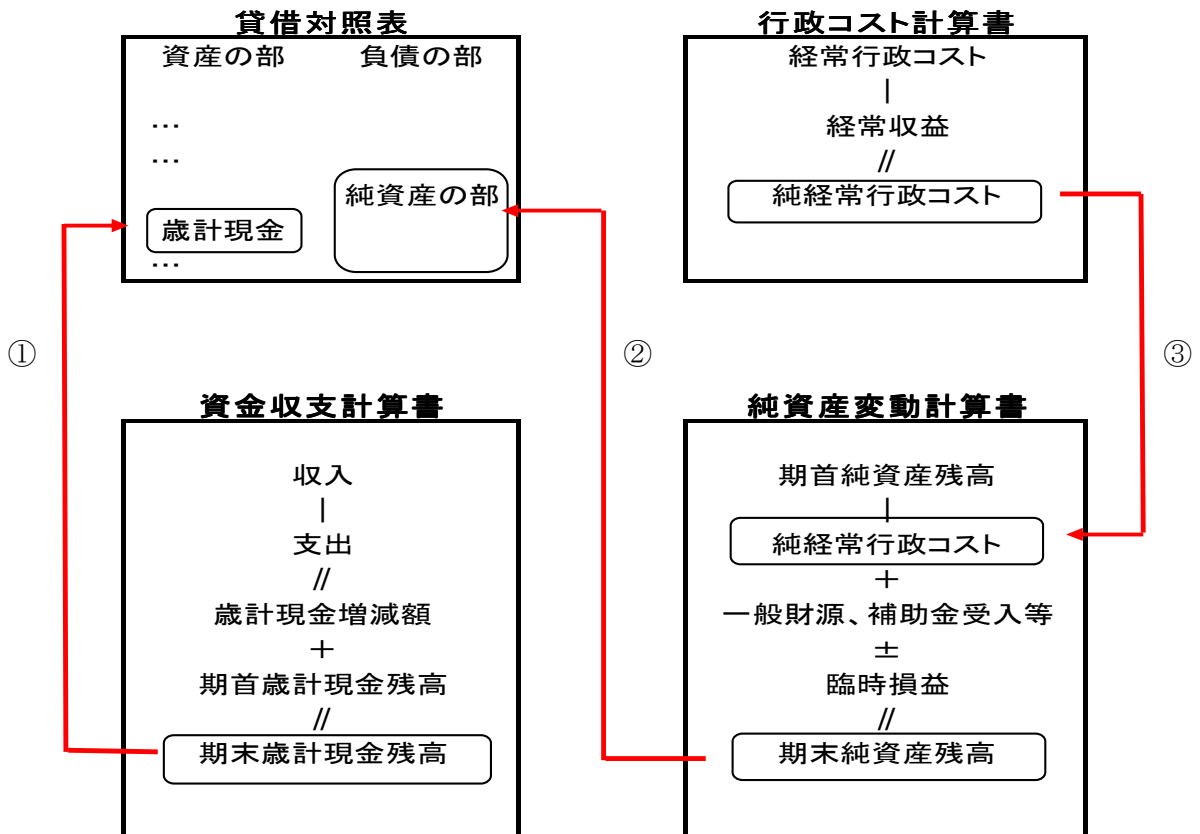 貸借対照表
資産の部 負債の部
…
…
純資産の部
歳計現金
…
行政コスト計算書
経常行政コスト
|
経常収益
//
純経常行政コスト
①
②
③
資金収支計算書
収入
|
支出
//
歳計現金増減額
+
期首歳計現金残高
//
期末歳計現金残高
純資産変動計算書
期首純資産残高
|
純経常行政コスト
+
一般財源、補助金受入等
±
臨時損益
//
期末純資産残高